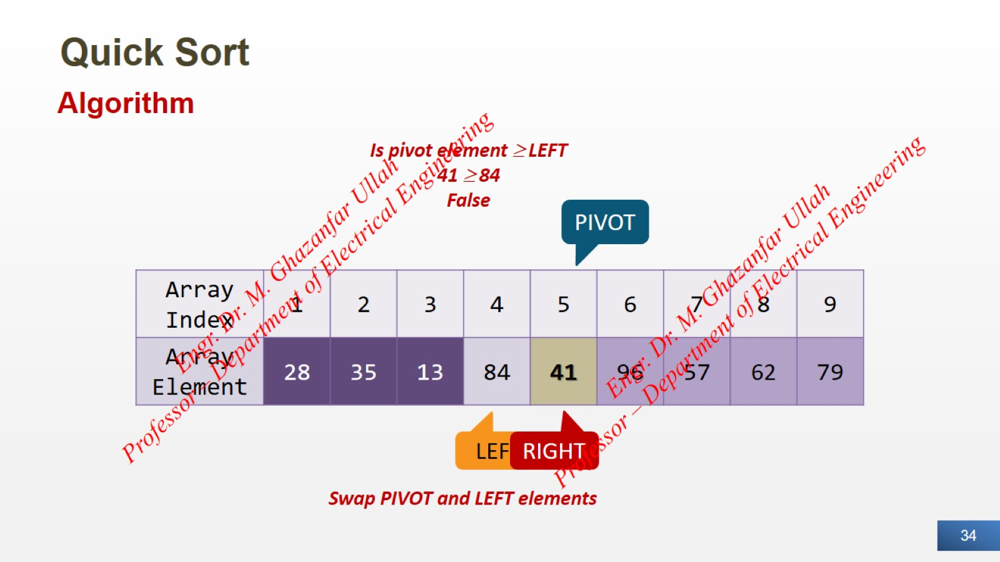 Quick Sort
Algorithm
Is pivot element ≥ LEFT
41 ≥ 84
False
PIVOT
Array Index 1 2 3 4 5 6 7 8 9
Array Element 28 35 13 84 41 96 57 62 79
LEF RIGHT
Swap PIVOT and LEFT elements
Engr. Dr. M. Ghazanfar Ullah
Professor – Department of Electrical Engineering
Engr. Dr. M. Ghazanfar Ullah
Professor – Department of Electrical Engineering
34